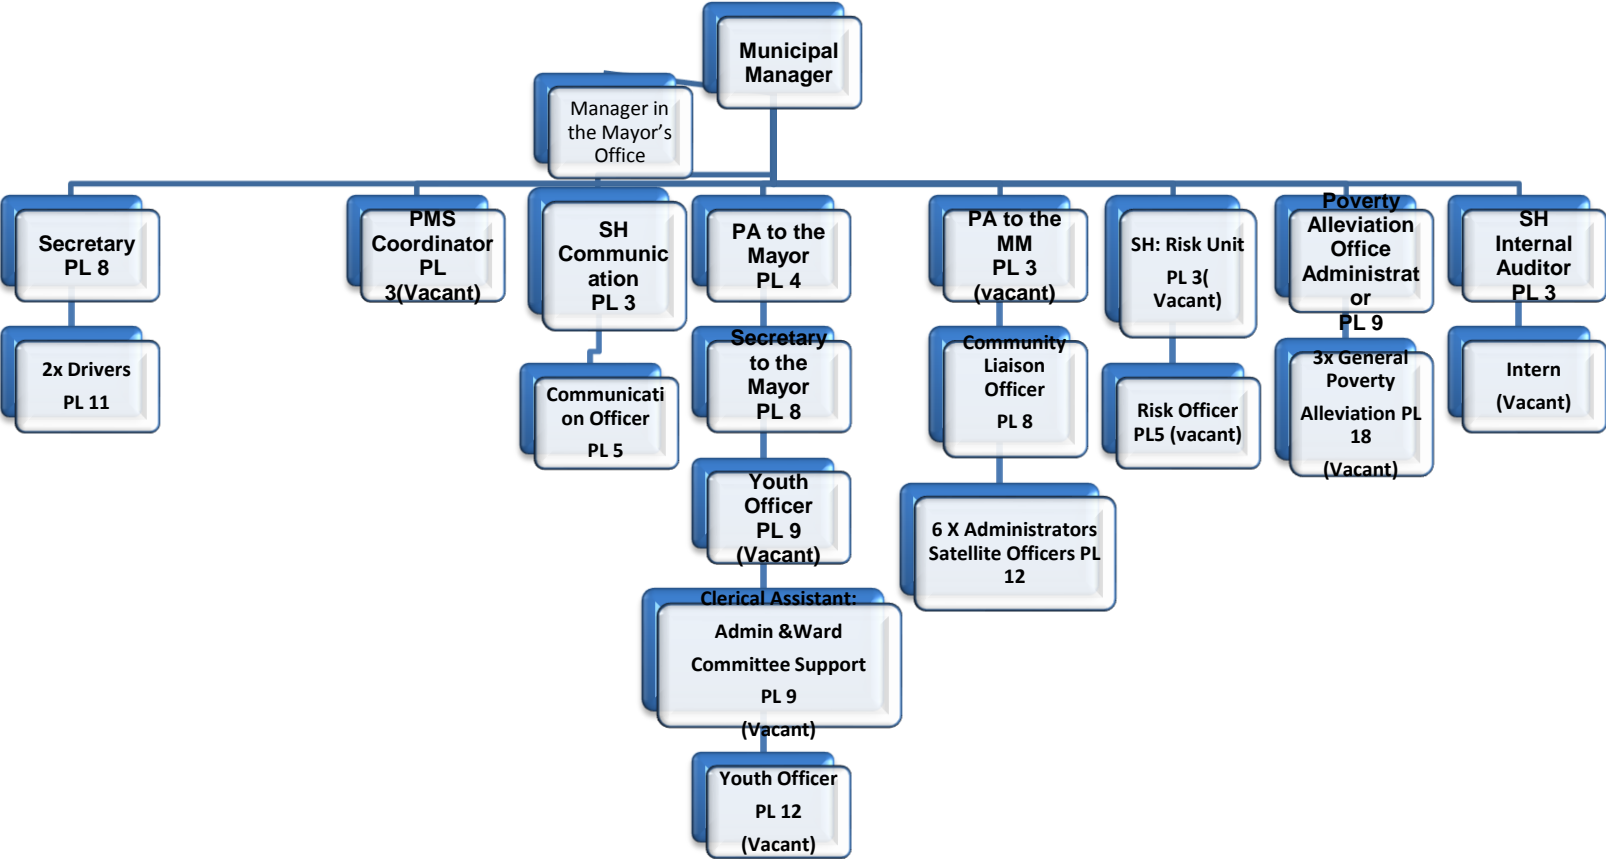 Municipal
Manager
Manager in
the Mayor’s
Office
Secretary
PL 8
PMS
Coordinator
PL
3(Vacant)
SH
Communic
ation
PL 3
PA to the
Mayor
PL 4
PA to the
MM
PL 3
(vacant)
SH: Risk Unit
PL 3(
Vacant)
Poverty
Alleviation
Office
Administrat
or
PL 9
SH
Internal
Auditor
PL 3
2x Drivers
PL 11
Communicati
on Officer
PL 5
Secretary
to the
Mayor
PL 8
Community
Liaison
Officer
PL 8
Risk Officer
PL5 (vacant)
3x General
Poverty
Alleviation PL
18
(Vacant)
Intern
(Vacant)
Youth
Officer
PL 9
(Vacant)
6 X Administrators
Satellite Officers PL
12
Clerical Assistant:
Admin &Ward
Committee Support
PL 9
(Vacant)
Youth Officer
PL 12
(Vacant)